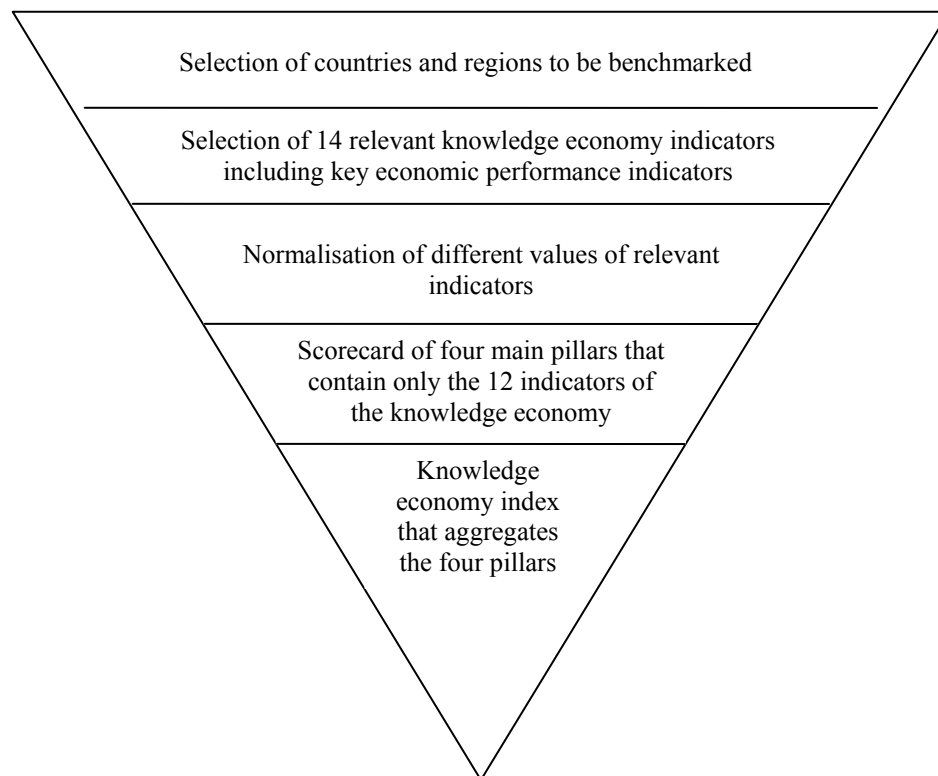 Selection of countries and regions to be benchmarked
Selection of 14 relevant knowledge economy indicators
including key economic performance indicators
Normalisation of different values of relevant
indicators
Scorecard of four main pillars that
contain only the 12 indicators of
the knowledge economy
Knowledge
economy index
that aggregates
the four pillars